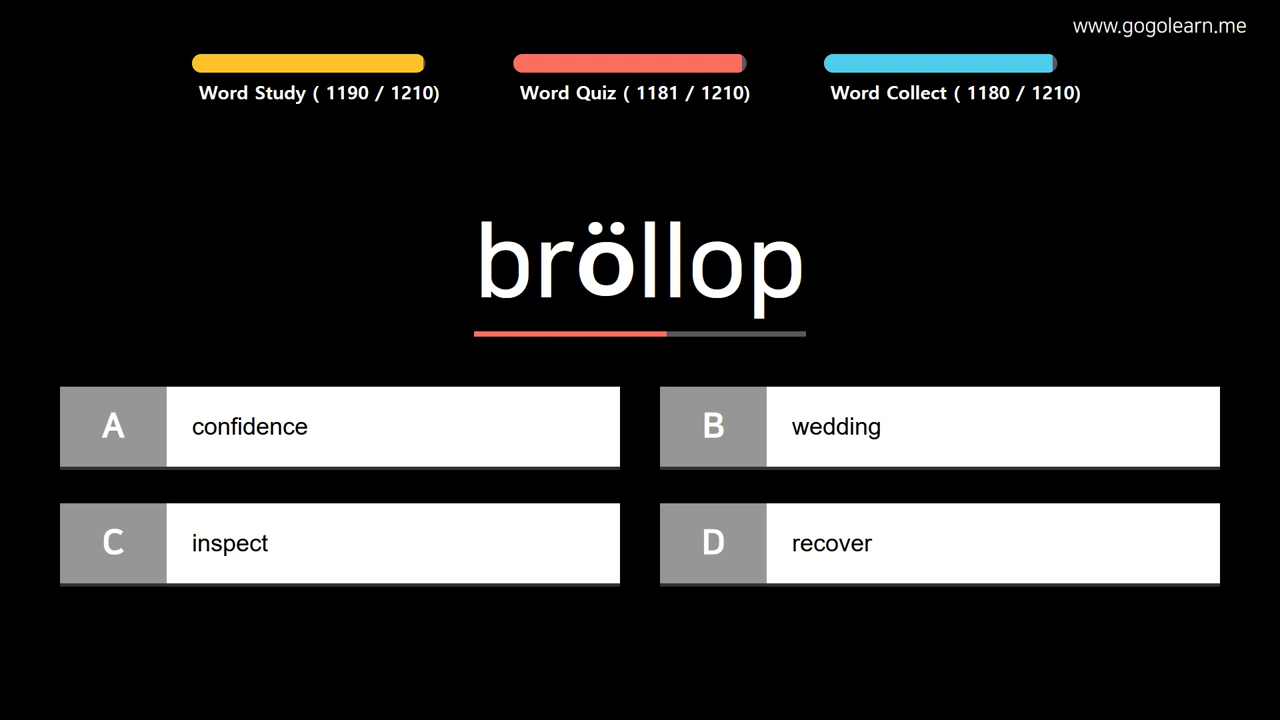 www.gogolearn.me
Word Study ( 1190 / 1210)
Word Quiz ( 1181 / 1210)
Word Collect ( 1180 / 1210)
bröllop
A confidence
B wedding
C inspect
D recover